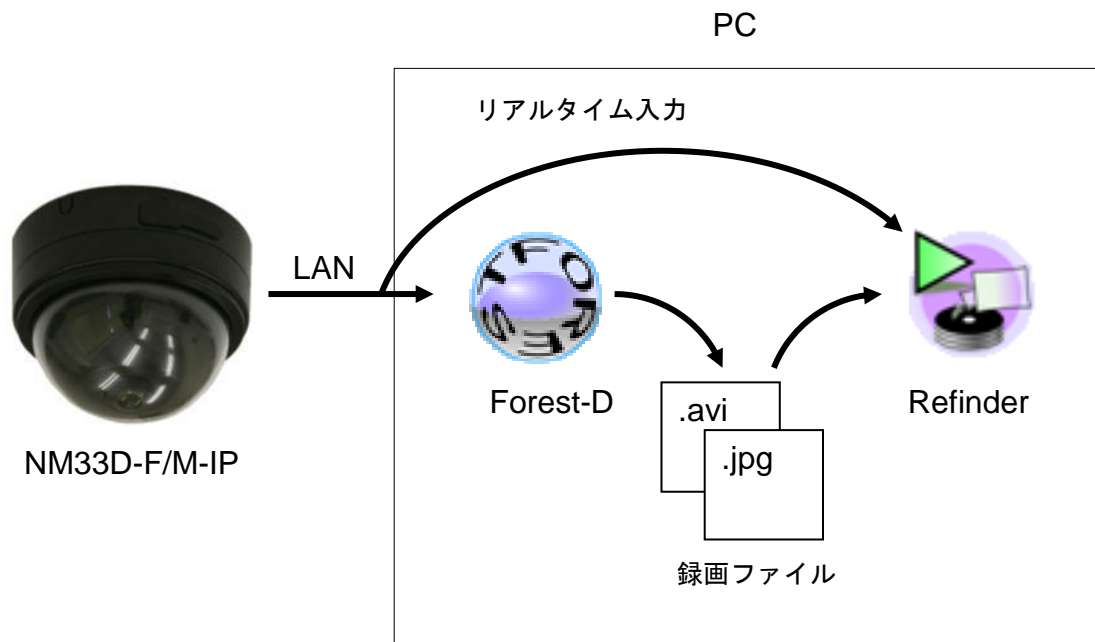 PC
リアルタイム入力
LAN
FOREST
Forest-D
Refinder
.avi
.jpg
NM33D-F/M-IP
録画ファイル